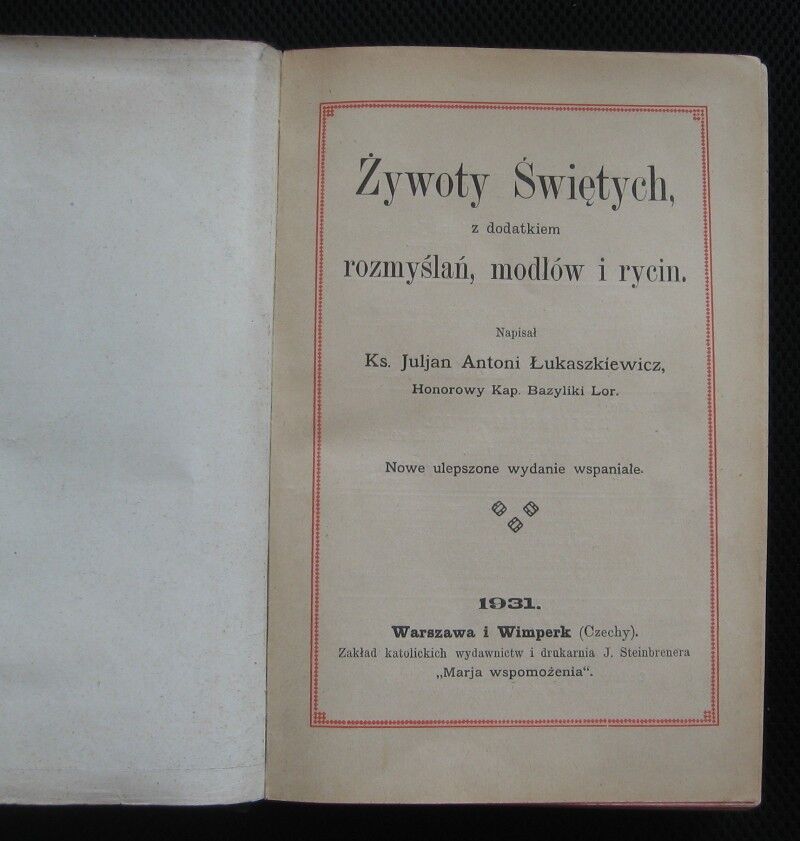 Żywoty Świętych,
z dodatkiem
rozmyślań, modłów i rycin.
Napisał
Ks. Juljan Antoni Łukaszkiewicz,
Honorowy Kap. Bazyliki Lor.
Nowe ulepszone wydanie wspaniałe.
1931.
Warszawa i Wimperk (Czechy).
Zakład katolickich wydawnictw i drukarnia J. Steinbrenera
„Marja wspomożenia“.